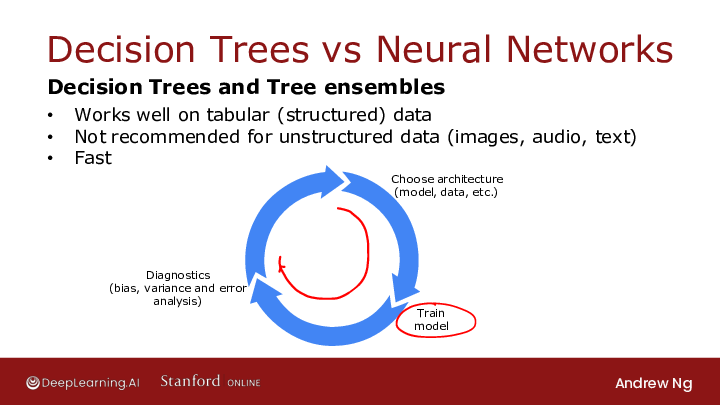 Decision Trees vs Neural Networks
Decision Trees and Tree ensembles
• Works well on tabular (structured) data
• Not recommended for unstructured data (images, audio, text)
• Fast
Choose architecture
(model, data, etc.)
Diagnostics
(bias, variance and error
analysis)
Train
model
DeepLearning.AI Stanford ONLINE Andrew Ng